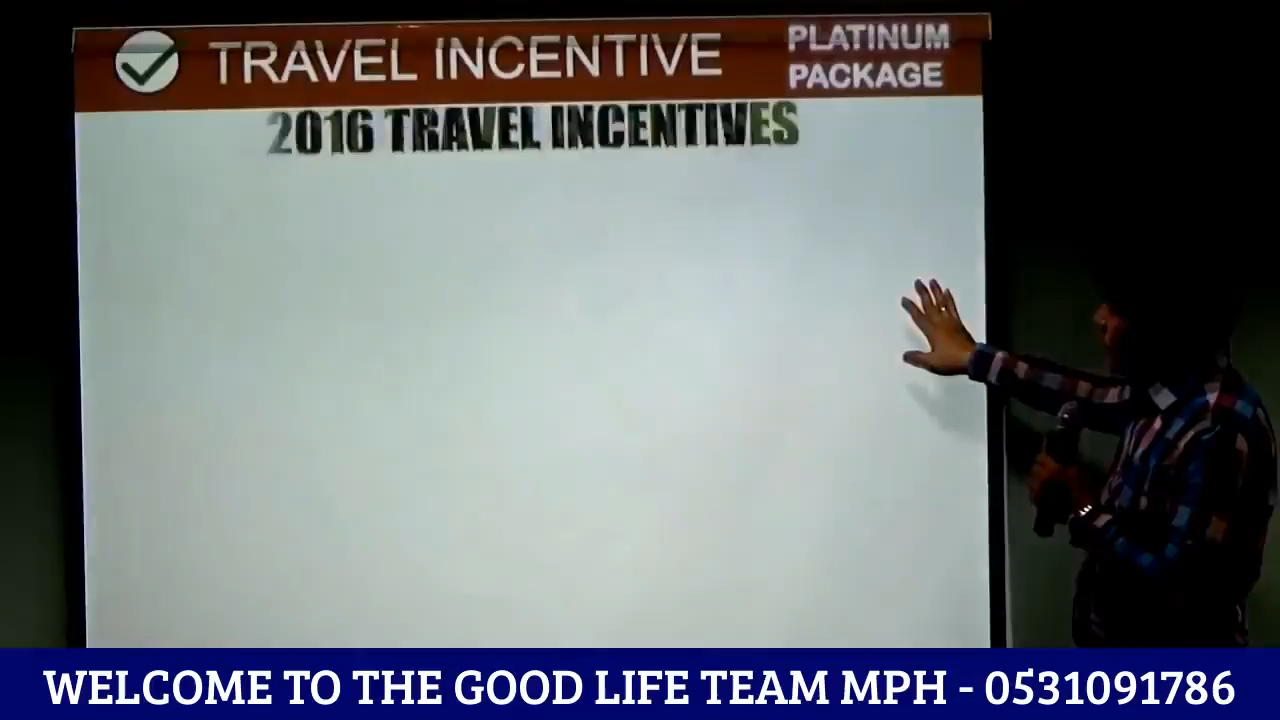 TRAVEL INCENTIVE
PLATINUM
PACKAGE
2016 TRAVEL INCENTIVES
WELCOME TO THE GOOD LIFE TEAM MPH - 0531091786